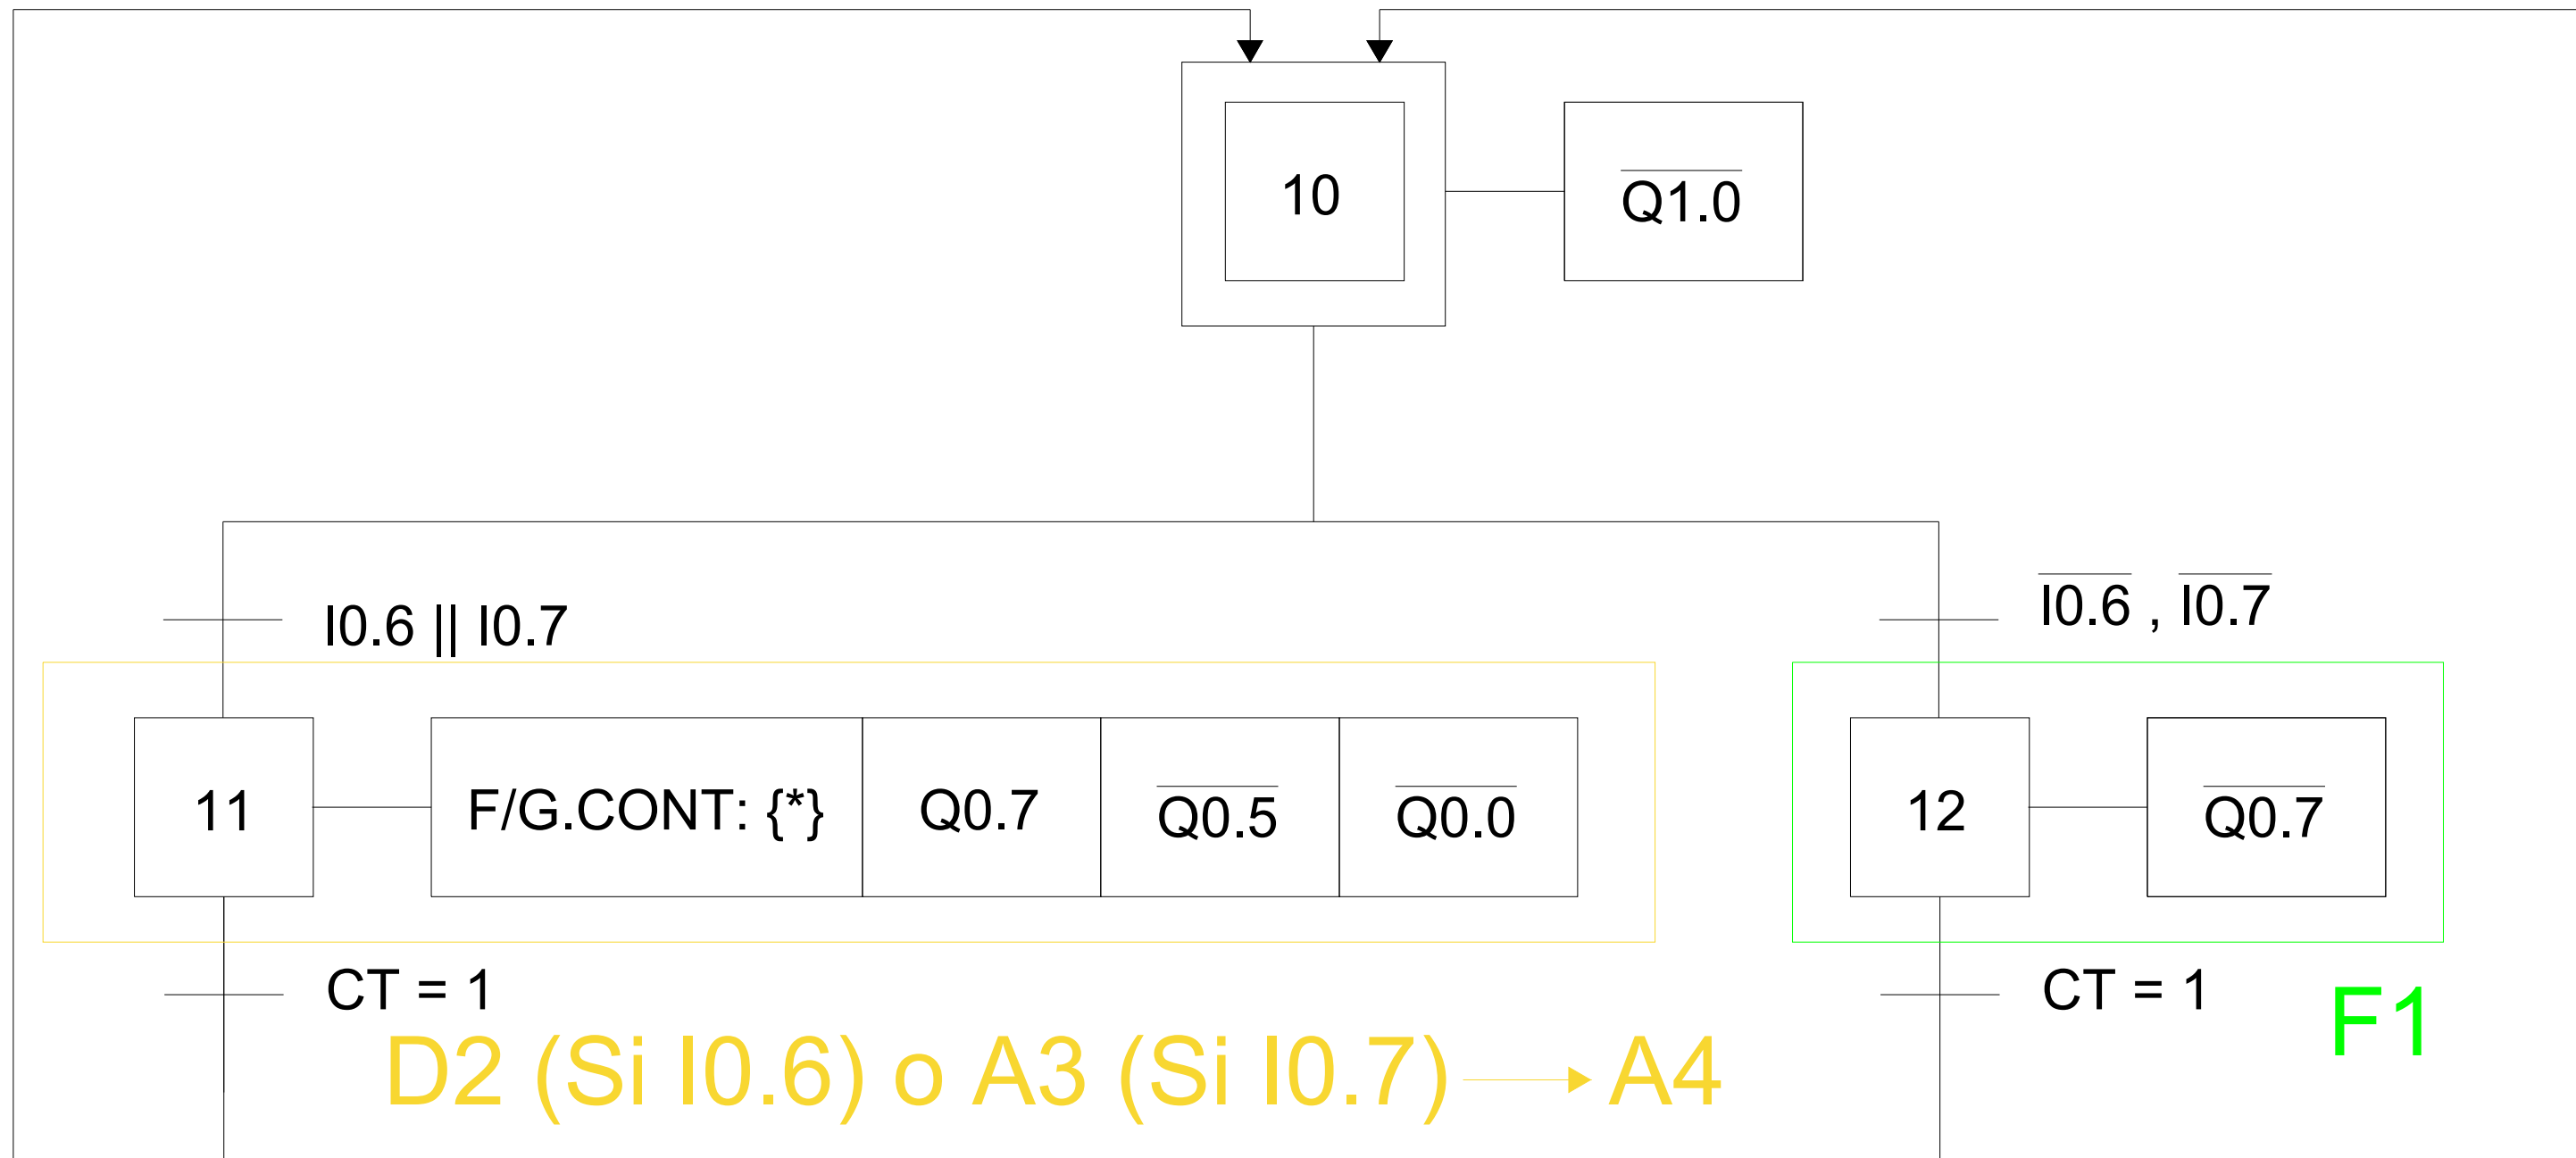 10
Q1.0
I0.6 || I0.7
I0.6 , I0.7
11
F/G.CONT: {*}
Q0.7
Q0.5
Q0.0
12
Q0.7
CT = 1
CT = 1
F1
D2 (Si I0.6) o A3 (Si I0.7) → A4